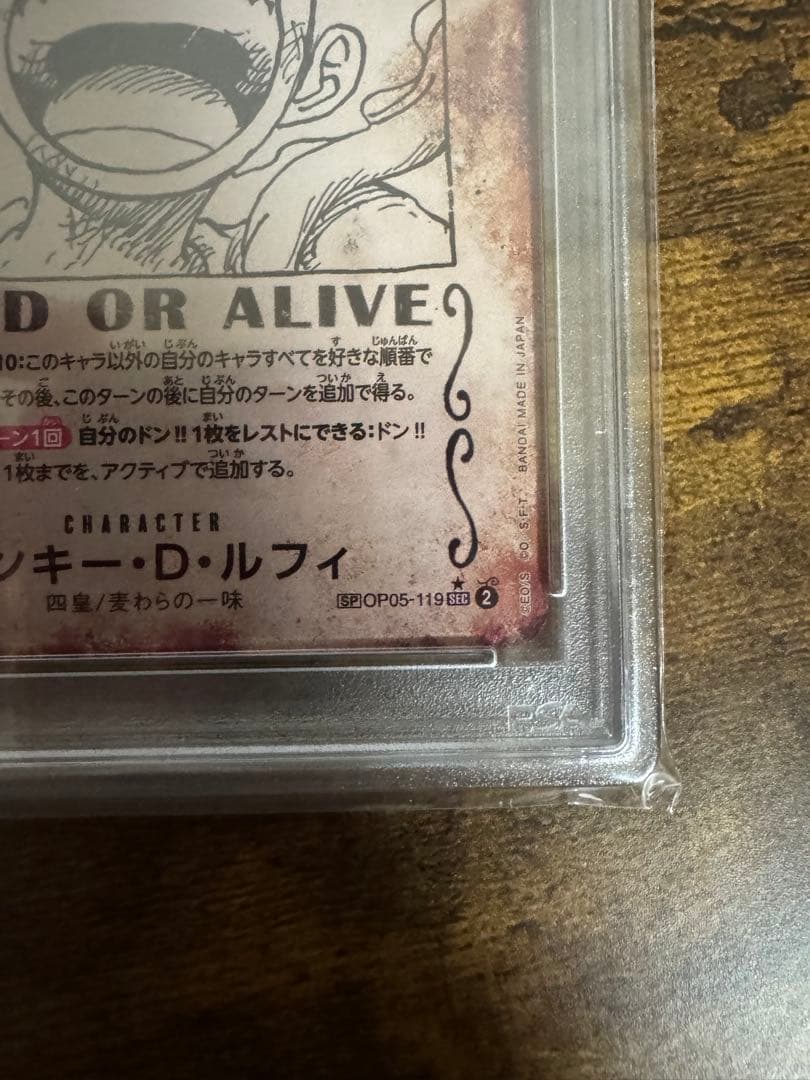 D OR ALIVE
10:このキャラ以外の自分のキャラすべてを好きな順番で
その後、このターンの後に自分のターンを追加で得る。
ーン1回 自分のドン!!1枚をレストにできる:ドン!!
1枚までを、アクティブで追加する。
CHARACTER
ンキー・D・ルフィ
四皇/麦わらの一味
SP OP05-119 SEC 2
©E.O/S. ©O. S.F.T. BANDAI MADE IN JAPAN